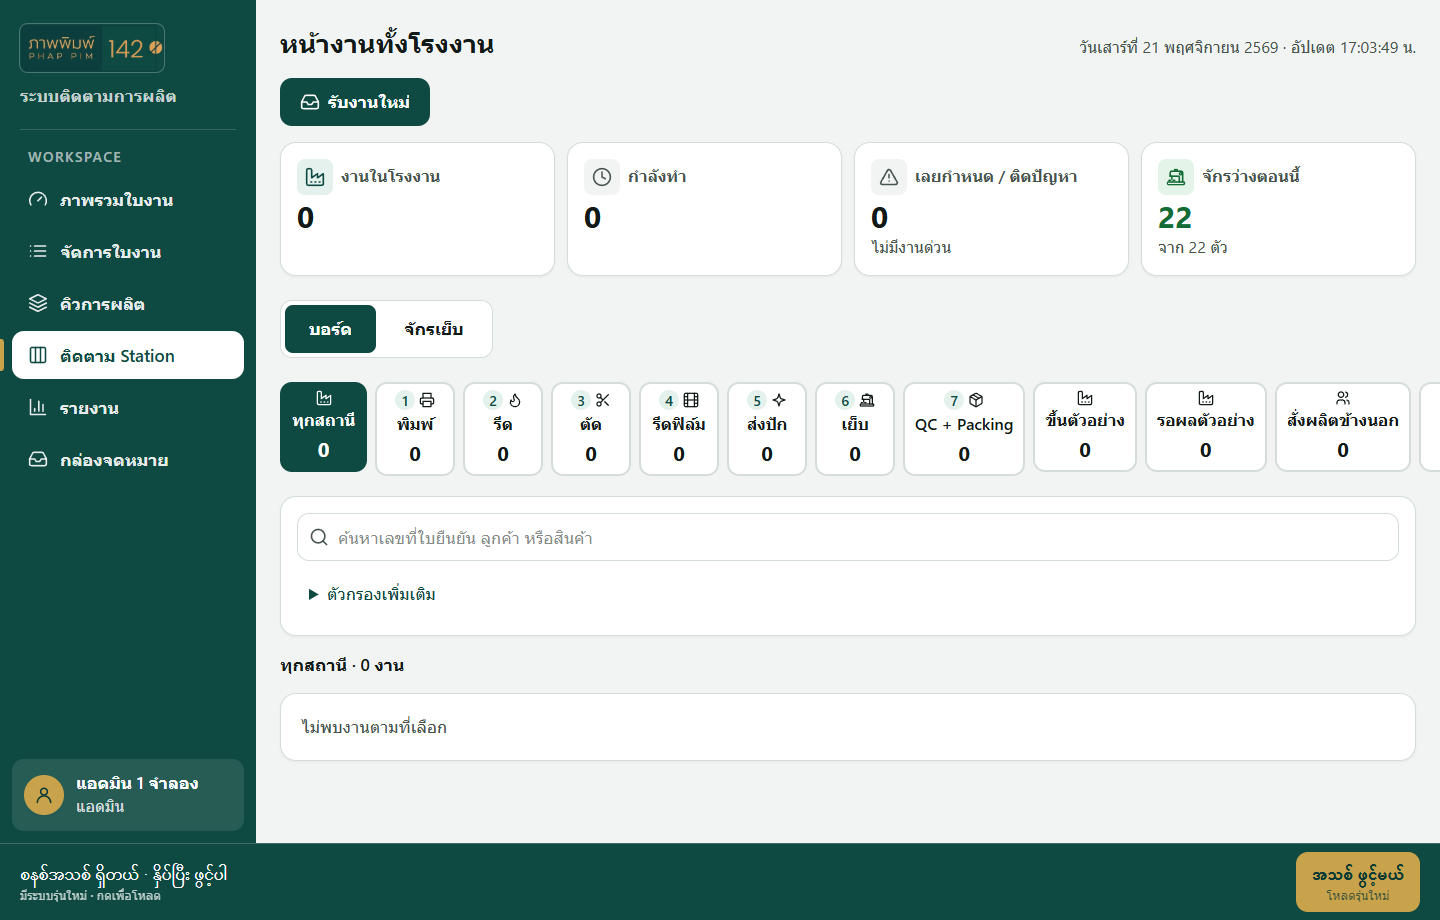 ภาพพิมพ์ 142
PHAP PIM
ระบบติดตามการผลิต
WORKSPACE
ภาพรวมใบงาน
จัดการใบงาน
คิวการผลิต
ติดตาม Station
รายงาน
กล่องจดหมาย
แอดมิน 1 จำลอง
แอดมิน
หน้างานทั้งโรงงาน
วันเสาร์ที่ 21 พฤศจิกายน 2569 · อัปเดต 17:03:49 น.
รับงานใหม่
งานในโรงงาน
0
กำลังทำ
0
เลยกำหนด / ติดปัญหา
0
ไม่มีงานด่วน
จักรว่างตอนนี้
22
จาก 22 ตัว
บอร์ด
จักรเย็บ
ทุกสถานี
0
1
พิมพ์
0
2
รีด
0
3
ตัด
0
4
รีดฟิล์ม
0
5
ส่งปัก
0
6
เย็บ
0
7
QC + Packing
0
ขึ้นตัวอย่าง
0
รอผลตัวอย่าง
0
สั่งผลิตข้างนอก
0
ค้นหาเลขที่ใบยืนยัน ลูกค้า หรือสินค้า
ตัวกรองเพิ่มเติม
ทุกสถานี · 0 งาน
ไม่พบงานตามที่เลือก
စနစ်အသစ် ရှိတယ် · နှိပ်ပြီး ဖွင့်ပါ
มีระบบรุ่นใหม่ · กดเพื่อโหลด
အသစ် ဖွင့်မယ်
โหลดรุ่นใหม่